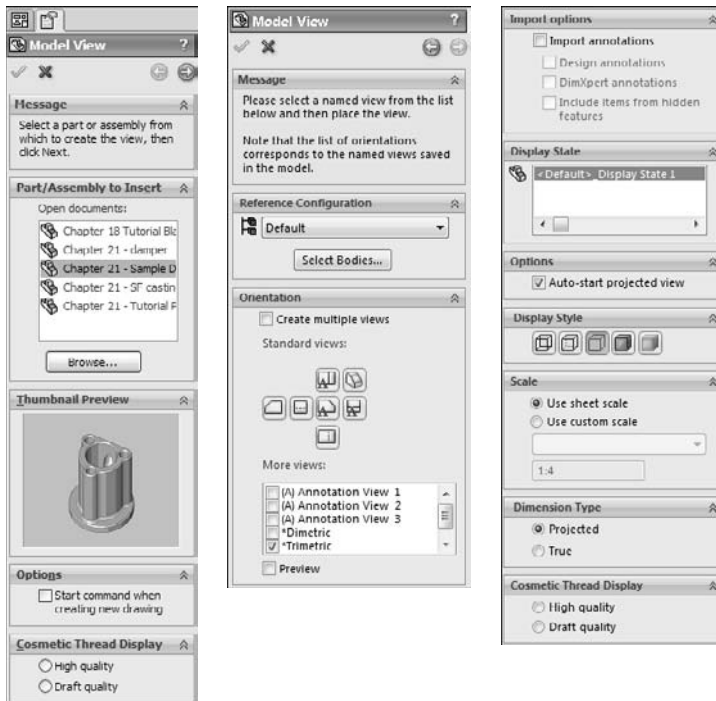 Model View ?
Message
Select a part or assembly from
which to create the view, then
click Next.
Part/Assembly to Insert
Open documents:
Chapter 18 Tutorial Bla
Chapter 21 - damper
Chapter 21 - Sample D
Chapter 21 - SF castin
Chapter 21 - Tutorial P
Browse...
Thumbnail Preview
Options
Start command when
creating new drawing
Cosmetic Thread Display
High quality
Draft quality
Model View ?
Message
Please select a named view from the list
below and then place the view.
Note that the list of orientations
corresponds to the named views saved
in the model.
Reference Configuration
Default
Select Bodies...
Orientation
Create multiple views
Standard views:
More views:
(A) Annotation View 1
(A) Annotation View 2
(A) Annotation View 3
*Dimetric
*Trimetric
Preview
Import options
Import annotations
Design annotations
DimXpert annotations
Include items from hidden
features
Display State
<Default>_Display State 1
Options
Auto-start projected view
Display Style
Scale
Use sheet scale
Use custom scale
1:4
Dimension Type
Projected
True
Cosmetic Thread Display
High quality
Draft quality